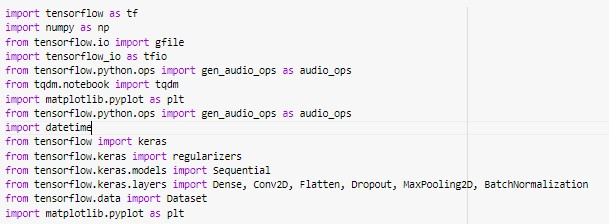 import tensorflow as tf
import numpy as np
from tensorflow.io import gfile
import tensorflow_io as tfio
from tensorflow.python.ops import gen_audio_ops as audio_ops
from tqdm.notebook import tqdm
import matplotlib.pyplot as plt
from tensorflow.python.ops import gen_audio_ops as audio_ops
import datetime
from tensorflow import keras
from tensorflow.keras import regularizers
from tensorflow.keras.models import Sequential
from tensorflow.keras.layers import Dense, Conv2D, Flatten, Dropout, MaxPooling2D, BatchNormalization
from tensorflow.data import Dataset
import matplotlib.pyplot as plt